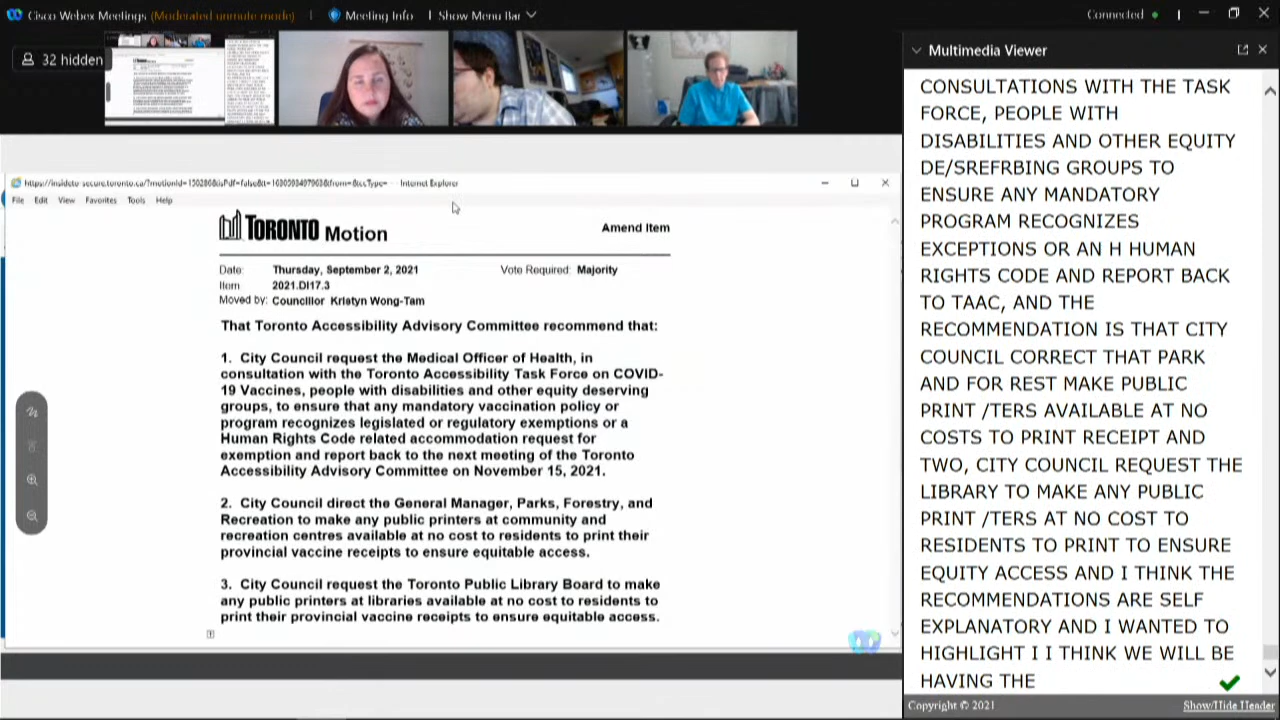 Cisco Webex Meetings (Moderated unmute mode) | Meeting Info | Show Menu Bar
Connected
32 hidden
Multimedia Viewer
Internet Explorer
File Edit View Favorites Tools Help
TORONTO Motion
Amend Item
Date: Thursday, September 2, 2021 Vote Required: Majority
Item 2021.DI17.3
Moved by: Councillor Kristyn Wong-Tam
That Toronto Accessibility Advisory Committee recommend that:
1. City Council request the Medical Officer of Health, in
consultation with the Toronto Accessibility Task Force on COVID-
19 Vaccines, people with disabilities and other equity deserving
groups, to ensure that any mandatory vaccination policy or
program recognizes legislated or regulatory exemptions or a
Human Rights Code related accommodation request for
exemption and report back to the next meeting of the Toronto
Accessibility Advisory Committee on November 15, 2021.
2. City Council direct the General Manager, Parks, Forestry, and
Recreation to make any public printers at community and
recreation centres available at no cost to residents to print their
provincial vaccine receipts to ensure equitable access.
3. City Council request the Toronto Public Library Board to make
any public printers at libraries available at no cost to residents to
print their provincial vaccine receipts to ensure equitable access.
CONSULTATIONS WITH THE TASK
FORCE, PEOPLE WITH
DISABILITIES AND OTHER EQUITY
DE/SREFRBING GROUPS TO
ENSURE ANY MANDATORY
PROGRAM RECOGNIZES
EXCEPTIONS OR AN H HUMAN
RIGHTS CODE AND REPORT BACK
TO TAAC, AND THE
RECOMMENDATION IS THAT CITY
COUNCIL CORRECT THAT PARK
AND FOR REST MAKE PUBLIC
PRINT /TERS AVAILABLE AT NO
COSTS TO PRINT RECEIPT AND
TWO, CITY COUNCIL REQUEST THE
LIBRARY TO MAKE ANY PUBLIC
PRINT /TERS AT NO COST TO
RESIDENTS TO PRINT TO ENSURE
EQUITY ACCESS AND I THINK THE
RECOMMENDATIONS ARE SELF
EXPLANATORY AND I WANTED TO
HIGHLIGHT I I THINK WE WILL BE
HAVING THE
Copyright © 2021 Show/Hide Header